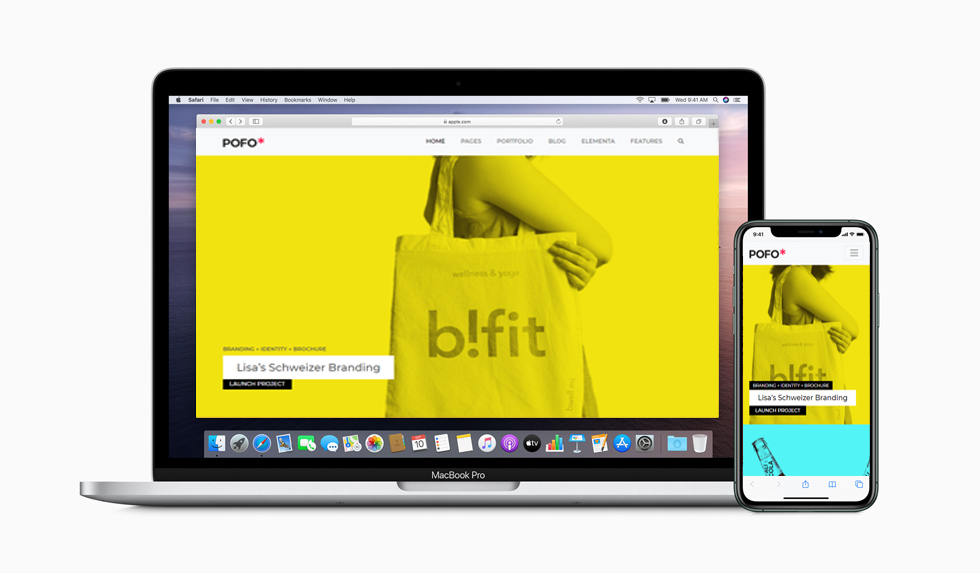 Safari File Edit View History Bookmarks Window Help Wed 9:41 AM
apple.com
POFO* HOME PAGES PORTFOLIO BLOG ELEMENTA FEATURES
wellness & yoga
b!fit
BRANDING + IDENTITY + BROCHURE
Lisa's Schweizer Branding
LAUNCH PROJECT
10
tv
MacBook Pro
9:41
POFO*
wellness & yoga
b!fit
BRANDING + IDENTITY + BROCHURE
Lisa's Schweizer Branding
LAUNCH PROJECT